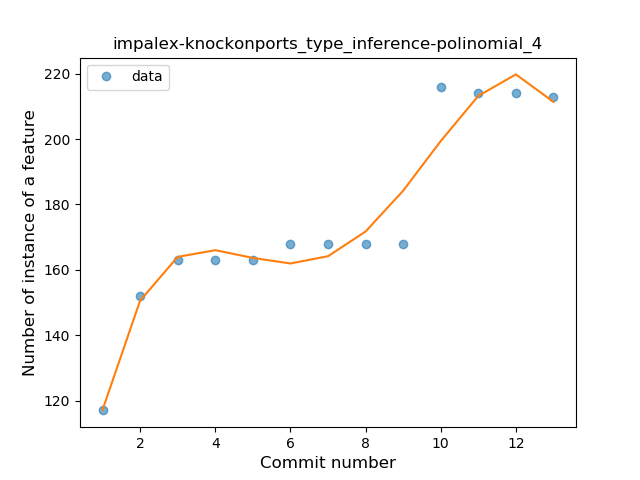 impalex-knockonports_type_inference-polinomial_4
data
Number of instance of a feature
220
200
180
160
140
120
2 4 6 8 10 12
Commit number